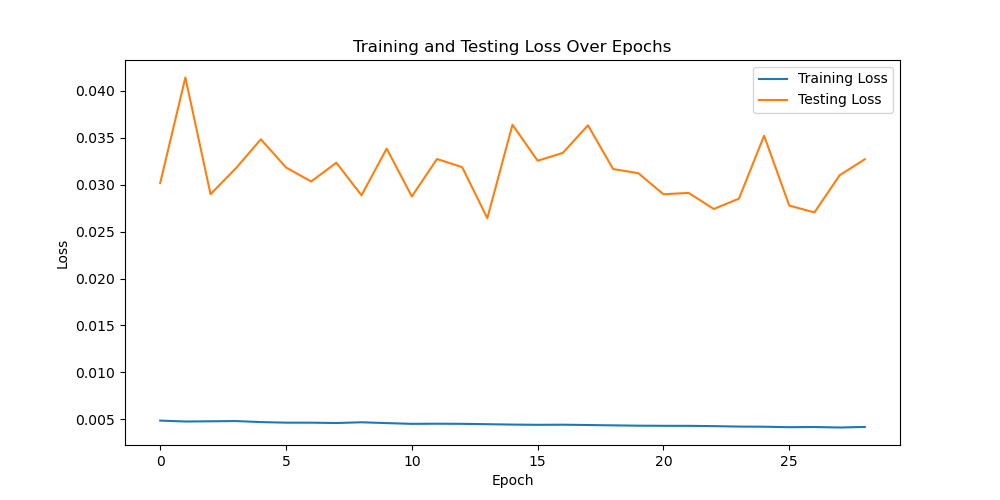 Training and Testing Loss Over Epochs
Training Loss
Testing Loss
Loss
0.040
0.035
0.030
0.025
0.020
0.015
0.010
0.005
0 5 10 15 20 25
Epoch